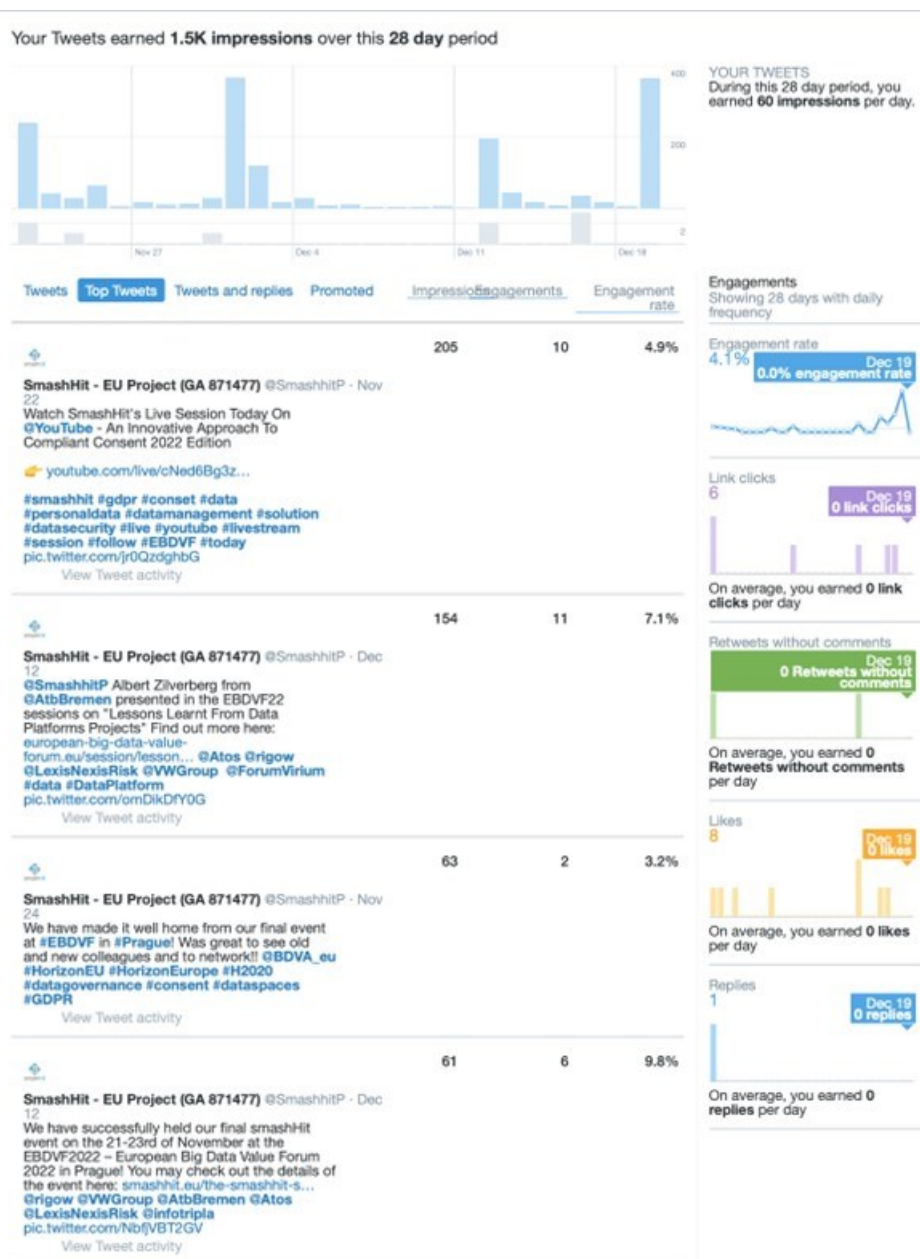 Your Tweets earned 1.5K impressions over this 28 day period
400
200
2
Nov 27
Dec 4
Dec 11
Dec 18
YOUR TWEETS
During this 28 day period, you
earned 60 impressions per day.
Tweets
Top Tweets
Tweets and replies
Promoted
Impressions
Engagements
Engagement
rate
205
10
4.9%
SmashHit - EU Project (GA 871477) @SmashhitP · Nov
22
Watch SmashHit's Live Session Today On
@YouTube - An Innovative Approach To
Compliant Consent 2022 Edition
👉 youtube.com/live/cNed6Bg3z...
#smashhit #gdpr #conset #data
#personaldata #datamanagement #solution
#datasecurity #live #youtube #livestream
#session #follow #EBDVF #today
pic.twitter.com/jr0QzdghbG
View Tweet activity
154
11
7.1%
SmashHit - EU Project (GA 871477) @SmashhitP · Dec
12
@SmashhitP Albert Zilverberg from
@AtbBremen presented in the EBDVF22
sessions on "Lessons Learnt From Data
Platforms Projects" Find out more here:
european-big-data-value-
forum.eu/session/lesson... @Atos @rigow
@LexisNexisRisk @VWGroup @ForumVirium
#data #DataPlatform
pic.twitter.com/omDikDfY0G
View Tweet activity
63
2
3.2%
SmashHit - EU Project (GA 871477) @SmashhitP · Nov
24
We have made it well home from our final event
at #EBDVF in #Prague! Was great to see old
and new colleagues and to network!! @BDVA_eu
#HorizonEU #HorizonEurope #H2020
#datagovernance #consent #dataspaces
#GDPR
View Tweet activity
61
6
9.8%
SmashHit - EU Project (GA 871477) @SmashhitP · Dec
12
We have successfully held our final smashHit
event on the 21-23rd of November at the
EBDVF2022 – European Big Data Value Forum
2022 in Prague! You may check out the details of
the event here: smashhit.eu/the-smashhit-s...
@rigow @VWGroup @AtbBremen @Atos
@LexisNexisRisk @infotripla
pic.twitter.com/NbfjVBT2GV
View Tweet activity
Engagements
Showing 28 days with daily
frequency
Engagement rate
4.1%
Dec 19
0.0% engagement rate
Link clicks
6
Dec 19
0 link clicks
On average, you earned 0 link
clicks per day
Retweets without comments
Dec 19
0 Retweets without
comments
On average, you earned 0
Retweets without comments
per day
Likes
8
Dec 19
0 likes
On average, you earned 0 likes
per day
Replies
1
Dec 19
0 replies
On average, you earned 0
replies per day